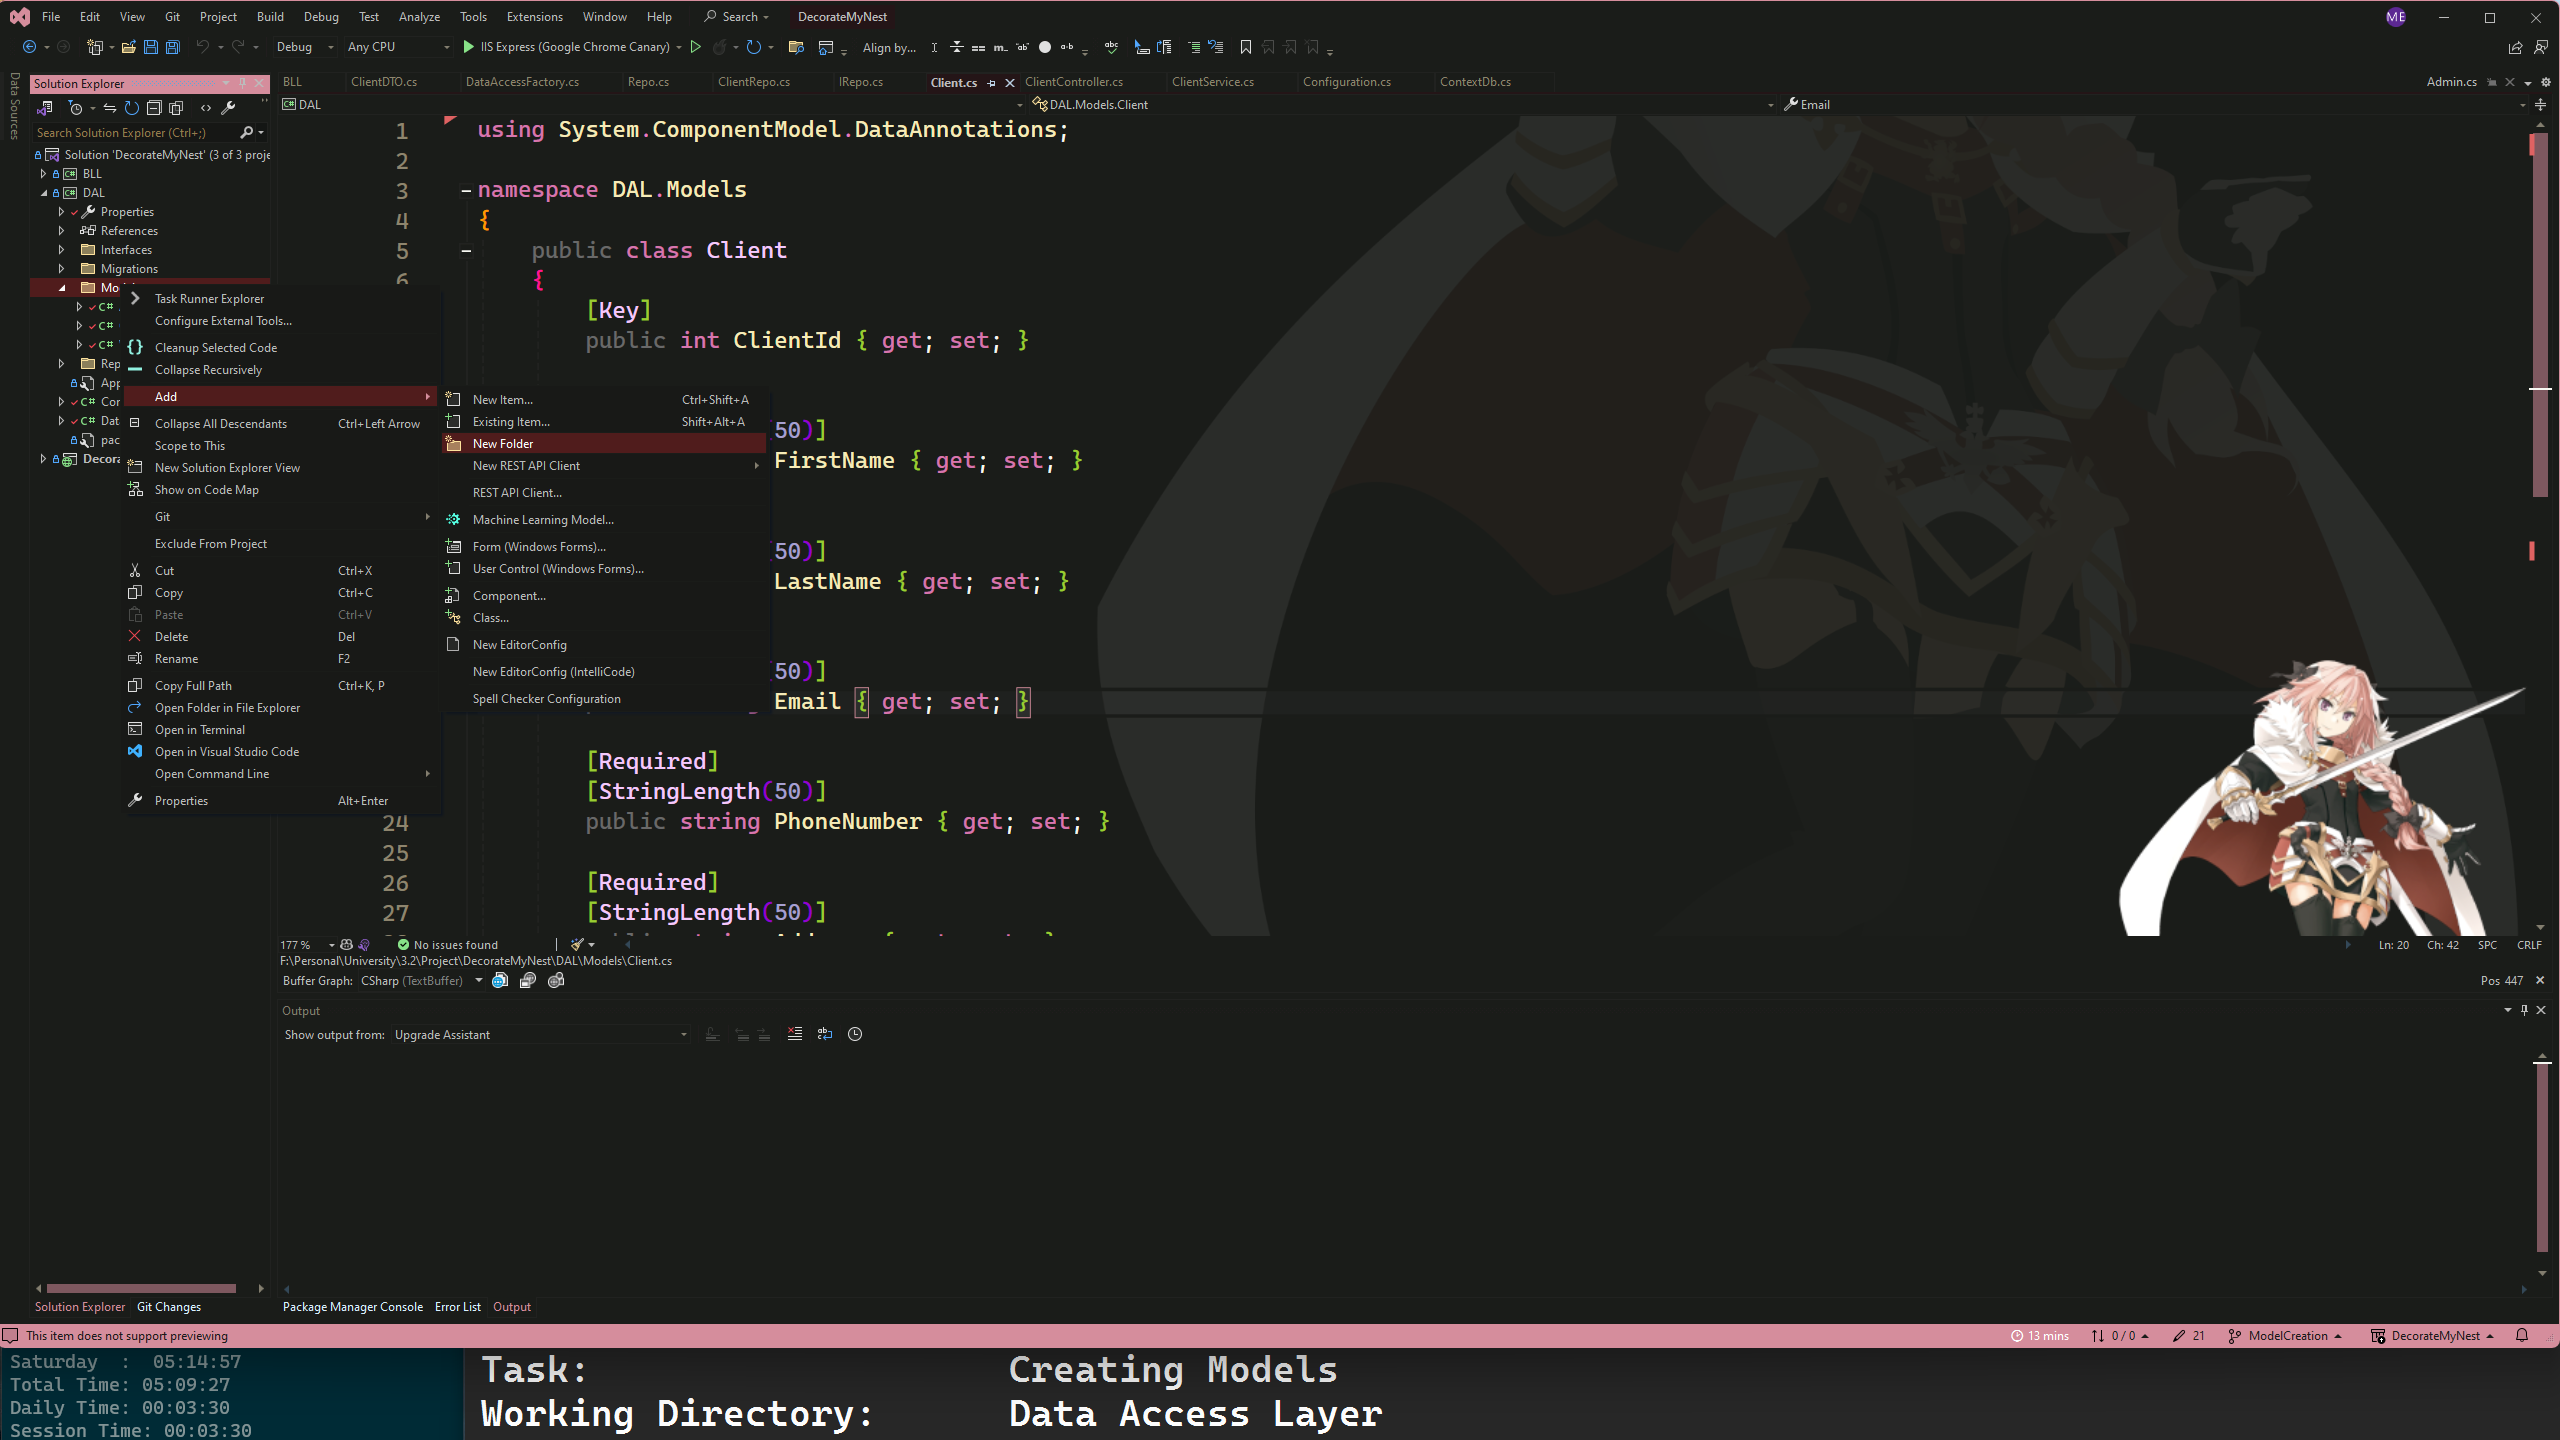 File Edit View Git Project Build Debug Test Analyze Tools Extensions Window Help Search DecorateMyNest ME
Debug Any CPU IIS Express (Google Chrome Canary) Align by...
Data Sources
Solution Explorer
Search Solution Explorer (Ctrl+;)
Solution 'DecorateMyNest' (3 of 3 proje
BLL
DAL
Properties
References
Interfaces
Migrations
Mo
Rep
App
Con
Data
pac
Decora
BLL ClientDTO.cs DataAccessFactory.cs Repo.cs ClientRepo.cs IRepo.cs Client.cs ClientController.cs ClientService.cs Configuration.cs ContextDb.cs Admin.cs
DAL DAL.Models.Client Email
1 using System.ComponentModel.DataAnnotations;
2
3 namespace DAL.Models
4 {
5 public class Client
6 {
[Key]
public int ClientId { get; set; }
50)]
FirstName { get; set; }
50)]
LastName { get; set; }
50)]
Email { get; set; }
[Required]
[StringLength(50)]
24 public string PhoneNumber { get; set; }
25
26 [Required]
27 [StringLength(50)]
Task Runner Explorer
Configure External Tools...
Cleanup Selected Code
Collapse Recursively
Add
Collapse All Descendants Ctrl+Left Arrow
Scope to This
New Solution Explorer View
Show on Code Map
Git
Exclude From Project
Cut Ctrl+X
Copy Ctrl+C
Paste Ctrl+V
Delete Del
Rename F2
Copy Full Path Ctrl+K, P
Open Folder in File Explorer
Open in Terminal
Open in Visual Studio Code
Open Command Line
Properties Alt+Enter
New Item... Ctrl+Shift+A
Existing Item... Shift+Alt+A
New Folder
New REST API Client
REST API Client...
Machine Learning Model...
Form (Windows Forms)...
User Control (Windows Forms)...
Component...
Class...
New EditorConfig
New EditorConfig (IntelliCode)
Spell Checker Configuration
177 % No issues found Ln: 20 Ch: 42 SPC CRLF
F:\Personal\University\3.2\Project\DecorateMyNest\DAL\Models\Client.cs
Buffer Graph: CSharp (TextBuffer) Pos 447
Output
Show output from: Upgrade Assistant
Solution Explorer Git Changes Package Manager Console Error List Output
This item does not support previewing 13 mins 0 / 0 21 ModelCreation DecorateMyNest
Saturday : 05:14:57
Total Time: 05:09:27
Daily Time: 00:03:30
Session Time: 00:03:30
Task: Creating Models
Working Directory: Data Access Layer